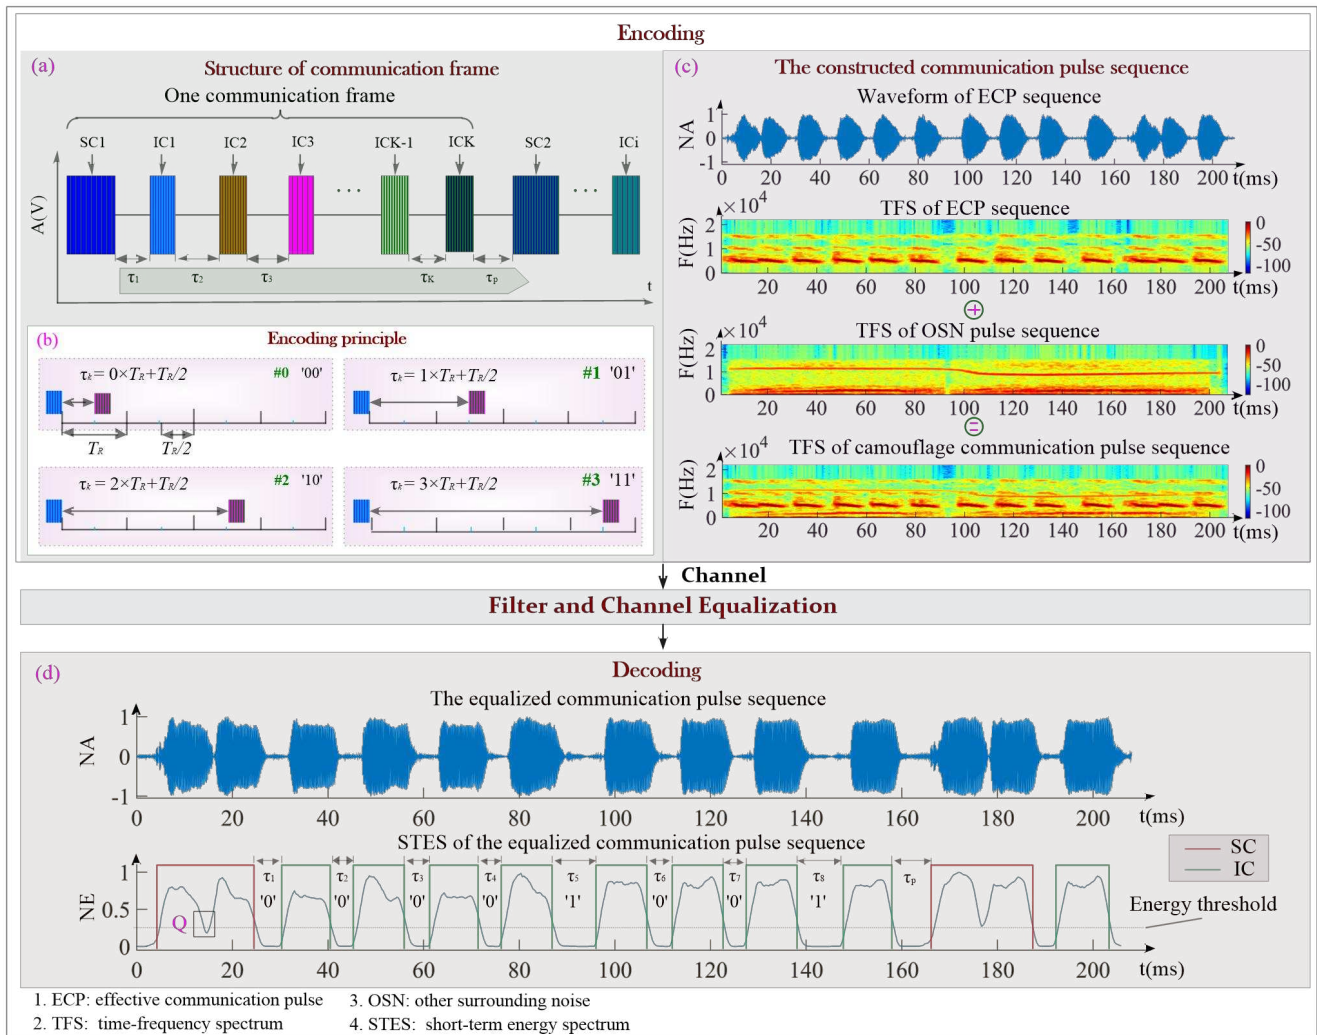 Encoding
(a)
Structure of communication frame
One communication frame
SC1 IC1 IC2 IC3 ICK-1 ICK SC2 ICi
A(V)
. . . . . .
τ1 τ2 τ3 τK τp
t
(b)
Encoding principle
τk= 0×TR+TR/2 #0 '00'
TR TR/2
τk= 1×TR+TR/2 #1 '01'
τk= 2×TR+TR/2 #2 '10'
τk= 3×TR+TR/2 #3 '11'
(c)
The constructed communication pulse sequence
Waveform of ECP sequence
NA
1
0
-1
0 20 40 60 80 100 120 140 160 180 200 t(ms)
TFS of ECP sequence
×10⁴
F(Hz)
2
1
0
0
-50
-100
20 40 60 80 100 120 140 160 180 200 t(ms)
+
TFS of OSN pulse sequence
×10⁴
F(Hz)
2
1
0
0
-50
-100
20 40 60 80 100 120 140 160 180 200 t(ms)
=
TFS of camouflage communication pulse sequence
×10⁴
F(Hz)
2
1
0
0
-50
-100
20 40 60 80 100 120 140 160 180 200 t(ms)
Channel
Filter and Channel Equalization
(d)
Decoding
The equalized communication pulse sequence
NA
1
0
-1
0 20 40 60 80 100 120 140 160 180 200 t(ms)
STES of the equalized communication pulse sequence
NE
1
0.5
0
τ1 τ2 τ3 τ4 τ5 τ6 τ7 τ8 τp
'0' '0' '0' '0' '1' '0' '0' '1'
Q
SC
IC
Energy threshold
0 20 40 60 80 100 120 140 160 180 200 t(ms)
1. ECP: effective communication pulse 3. OSN: other surrounding noise
2. TFS: time-frequency spectrum 4. STES: short-term energy spectrum